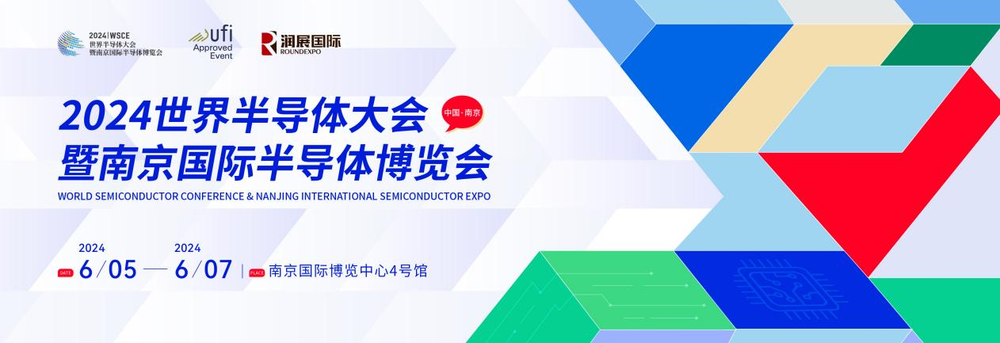 2024|WSCE
世界半导体大会
暨南京国际半导体博览会
ufi
Approved
Event
润展国际
ROUNDEXPO
2024世界半导体大会
中国·南京
暨南京国际半导体博览会
WORLD SEMICONDUCTOR CONFERENCE & NANJING INTERNATIONAL SEMICONDUCTOR EXPO
2024 2024
DATE 6/05 — 6/07 | PLACE 南京国际博览中心4号馆